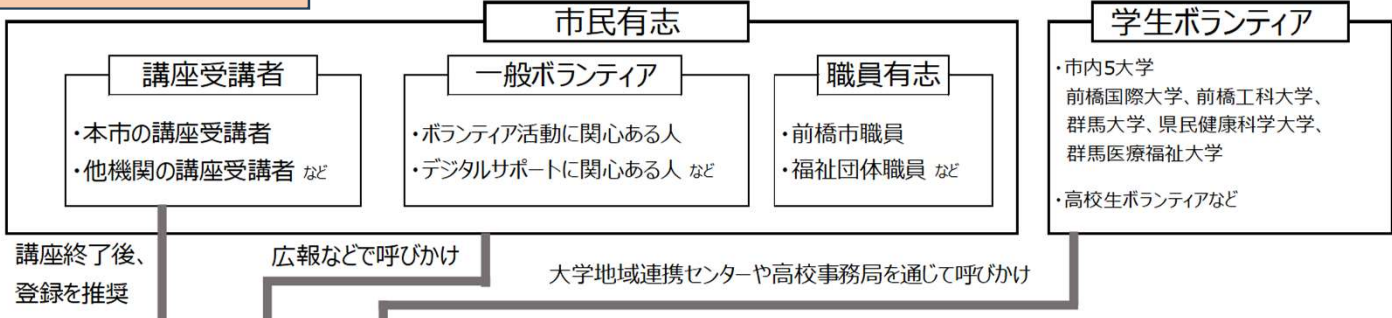 市民有志
講座受講者
・本市の講座受講者
・他機関の講座受講者 など
一般ボランティア
・ボランティア活動に関心ある人
・デジタルサポートに関心ある人 など
職員有志
・前橋市職員
・福祉団体職員 など
学生ボランティア
・市内5大学
前橋国際大学、前橋工科大学、
群馬大学、県民健康科学大学、
群馬医療福祉大学
・高校生ボランティアなど
講座終了後、
登録を推奨
広報などで呼びかけ
大学地域連携センターや高校事務局を通じて呼びかけ